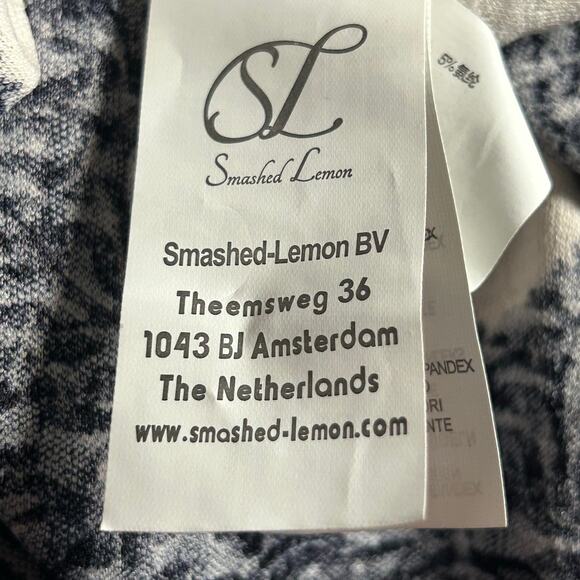 SL
Smashed Lemon
Smashed-Lemon BV
Theemsweg 36
1043 BJ Amsterdam
The Netherlands
www.smashed-lemon.com
5%氨纶
PANDEX